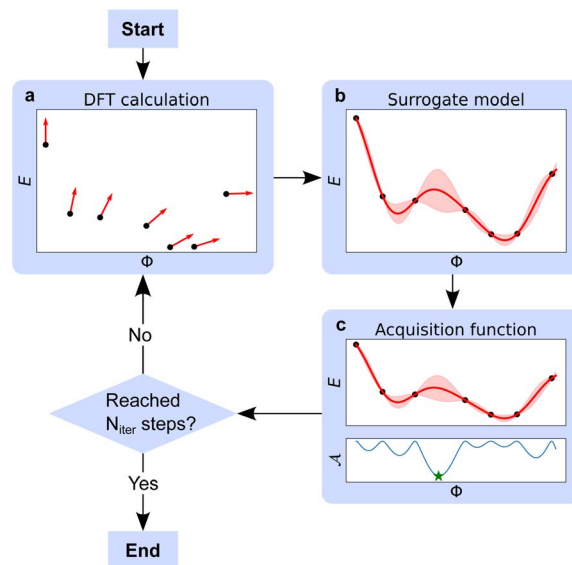 Start
a DFT calculation
E
Φ
b Surrogate model
E
Φ
c Acquisition function
E
𝒜
Φ
No
Reached
N_iter steps?
Yes
End